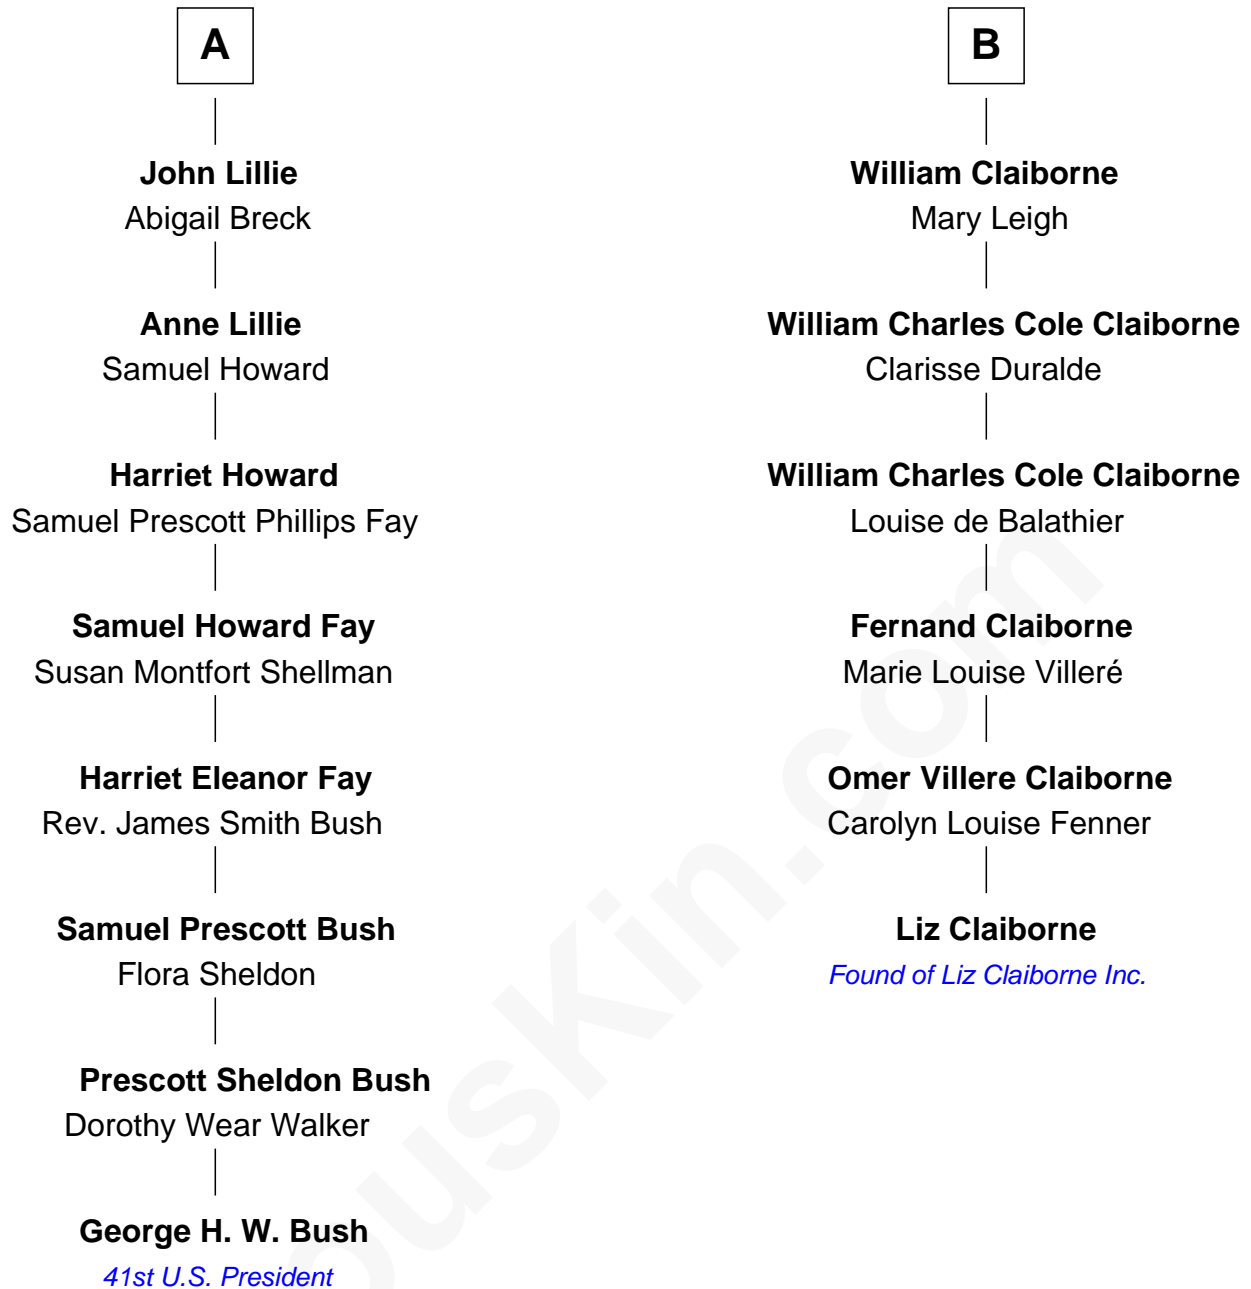 A
John Lillie
Abigail Breck
Anne Lillie
Samuel Howard
Harriet Howard
Samuel Prescott Phillips Fay
Samuel Howard Fay
Susan Montfort Shellman
Harriet Eleanor Fay
Rev. James Smith Bush
Samuel Prescott Bush
Flora Sheldon
Prescott Sheldon Bush
Dorothy Wear Walker
George H. W. Bush
41st U.S. President
B
William Claiborne
Mary Leigh
William Charles Cole Claiborne
Clarisse Duralde
William Charles Cole Claiborne
Louise de Balathier
Fernand Claiborne
Marie Louise Villeré
Omer Villere Claiborne
Carolyn Louise Fenner
Liz Claiborne
Found of Liz Claiborne Inc.
ousKin.com